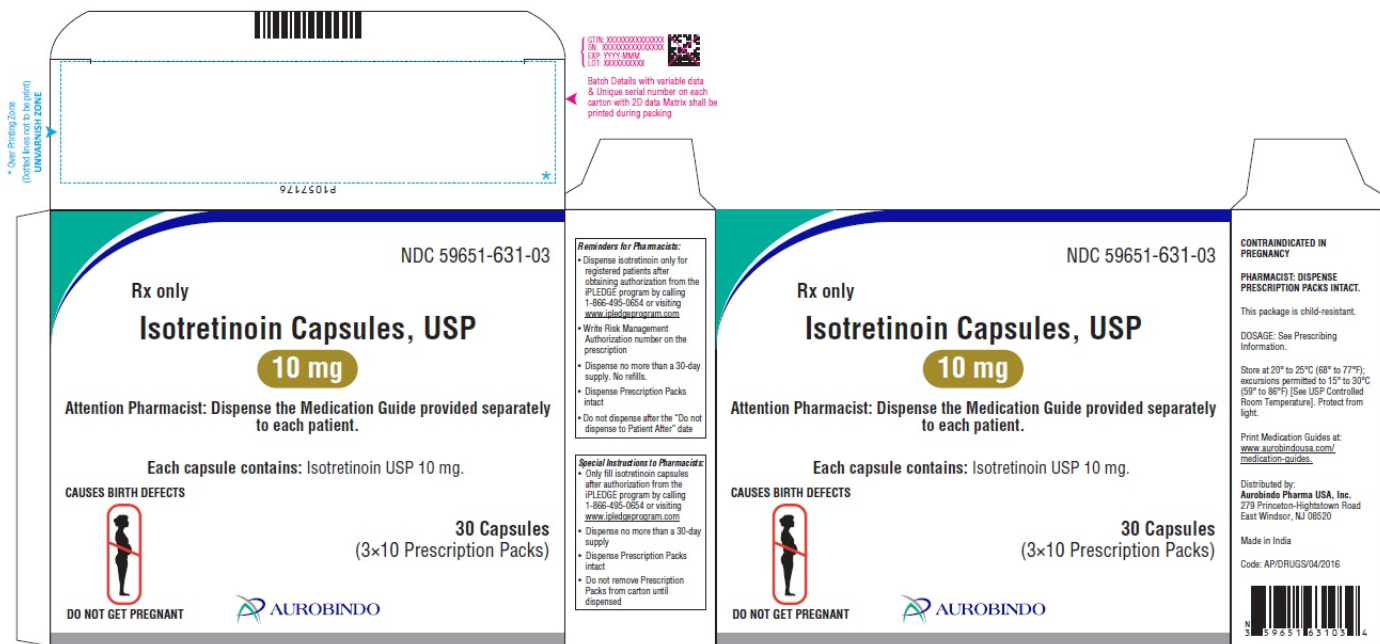 GTIN: XXXXXXXXXXXXXX
SN: XXXXXXXXXXXXXX
EXP: YYYY-MMM
LOT: XXXXXXXXXX
Batch Details with variable data
& Unique serial number on each
carton with 2D data Matrix shall be
printed during packing
* Over Printing Zone
(Dotted lines not to be print)
UNVARNISH ZONE
*
P1057176
NDC 59651-631-03
Rx only
Isotretinoin Capsules, USP
10 mg
Attention Pharmacist: Dispense the Medication Guide provided separately
to each patient.
Each capsule contains: Isotretinoin USP 10 mg.
CAUSES BIRTH DEFECTS
30 Capsules
(3×10 Prescription Packs)
DO NOT GET PREGNANT
AUROBINDO
Reminders for Pharmacists:
• Dispense isotretinoin only for
registered patients after
obtaining authorization from the
iPLEDGE program by calling
1-866-495-0654 or visiting
www.ipledgeprogram.com
• Write Risk Management
Authorization number on the
prescription
• Dispense no more than a 30-day
supply. No refills.
• Dispense Prescription Packs
intact
• Do not dispense after the "Do not
dispense to Patient After" date
Special Instructions to Pharmacists:
• Only fill isotretinoin capsules
after authorization from the
iPLEDGE program by calling
1-866-495-0654 or visiting
www.ipledgeprogram.com
• Dispense no more than a 30-day
supply
• Dispense Prescription Packs
intact
• Do not remove Prescription
Packs from carton until
dispensed
NDC 59651-631-03
Rx only
Isotretinoin Capsules, USP
10 mg
Attention Pharmacist: Dispense the Medication Guide provided separately
to each patient.
Each capsule contains: Isotretinoin USP 10 mg.
CAUSES BIRTH DEFECTS
30 Capsules
(3×10 Prescription Packs)
DO NOT GET PREGNANT
AUROBINDO
CONTRAINDICATED IN
PREGNANCY
PHARMACIST: DISPENSE
PRESCRIPTION PACKS INTACT.
This package is child-resistant.
DOSAGE: See Prescribing
Information.
Store at 20° to 25°C (68° to 77°F);
excursions permitted to 15° to 30°C
(59° to 86°F) [See USP Controlled
Room Temperature]. Protect from
light.
Print Medication Guides at:
www.aurobindousa.com/
medication-guides.
Distributed by:
Aurobindo Pharma USA, Inc.
279 Princeton-Hightstown Road
East Windsor, NJ 08520
Made in India
Code: AP/DRUGS/04/2016
N
3 59651 63103 4